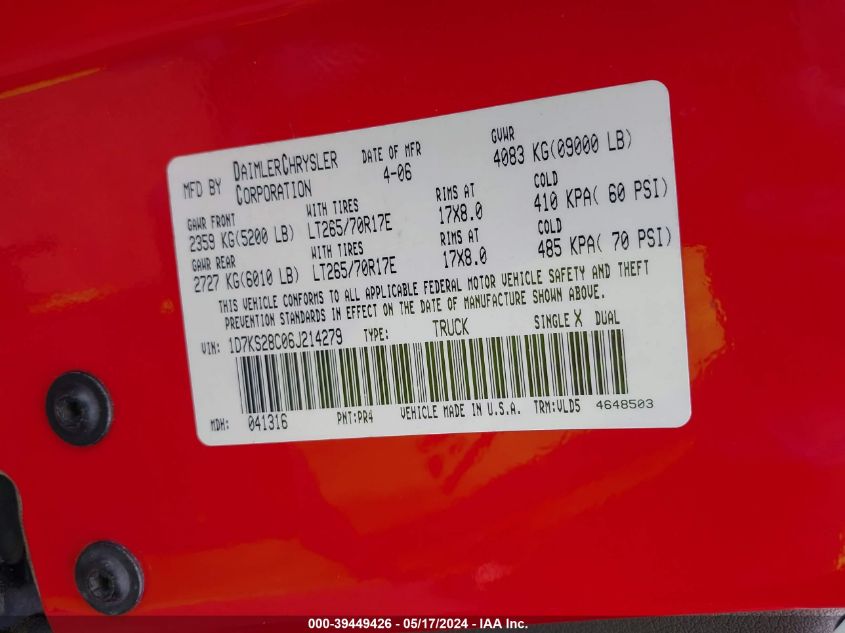 MFD BY DAIMLERCHRYSLER CORPORATION DATE OF MFR 4-06 GVWR 4083 KG(09000 LB)
GAWR FRONT WITH TIRES RIMS AT COLD
2359 KG(5200 LB) LT265/70R17E 17X8.0 410 KPA( 60 PSI)
GAWR REAR WITH TIRES RIMS AT COLD
2727 KG(6010 LB) LT265/70R17E 17X8.0 485 KPA( 70 PSI)
THIS VEHICLE CONFORMS TO ALL APPLICABLE FEDERAL MOTOR VEHICLE SAFETY AND THEFT
PREVENTION STANDARDS IN EFFECT ON THE DATE OF MANUFACTURE SHOWN ABOVE.
VIN: 1D7KS28C06J214279 TYPE: TRUCK SINGLE X DUAL
MDH: 041316 PNT:PR4 VEHICLE MADE IN U.S.A. TRM:VLD5 4648503
000-39449426 - 05/17/2024 - IAA Inc.